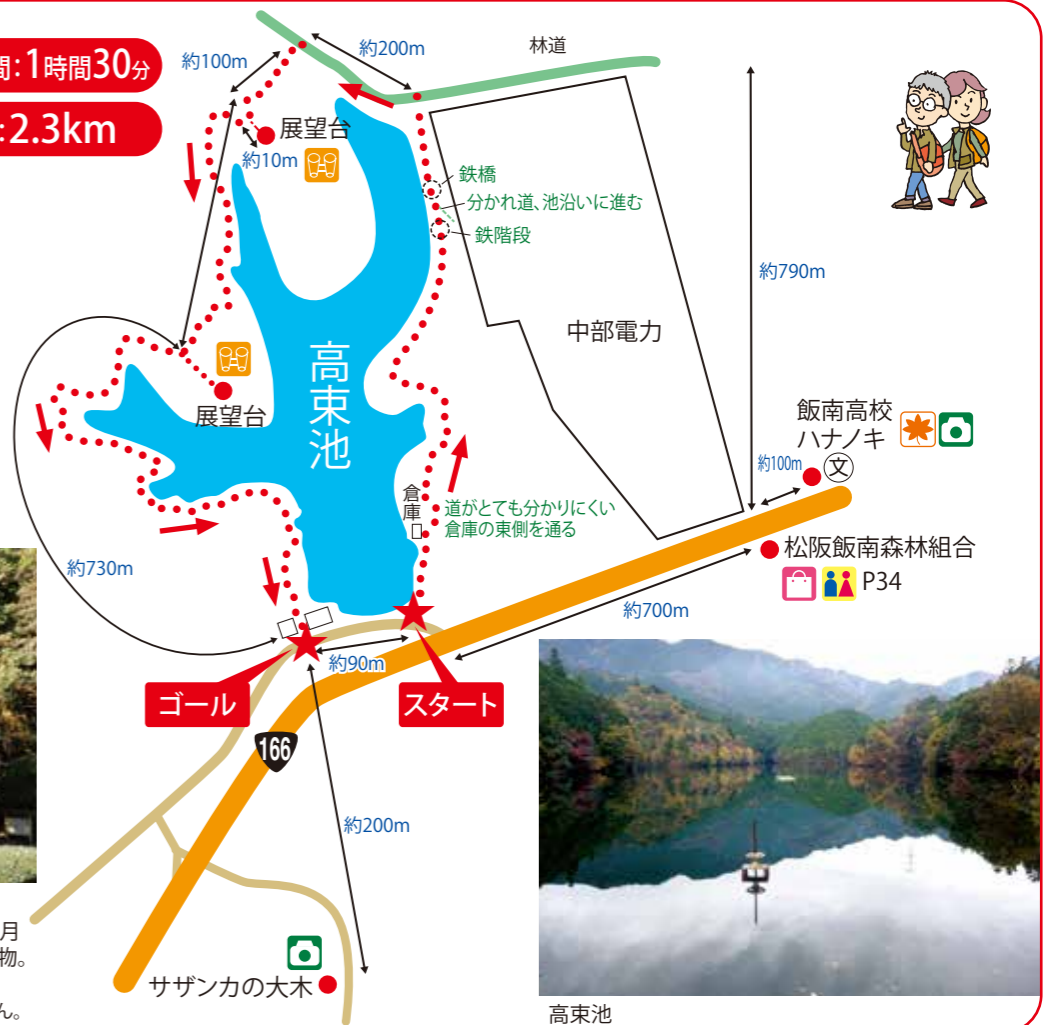 間:1時間30分
:2.3km
約100m
約200m
林道
展望台
約10m
鉄橋
分かれ道、池沿いに進む
鉄階段
約790m
中部電力
高束池
展望台
飯南高校
ハナノキ
約100m
文
倉庫
道がとても分かりにくい
倉庫の東側を通る
松阪飯南森林組合
P34
約730m
約700m
約90m
ゴール
スタート
166
約200m
月
物。
サザンカの大木
ん。
高束池